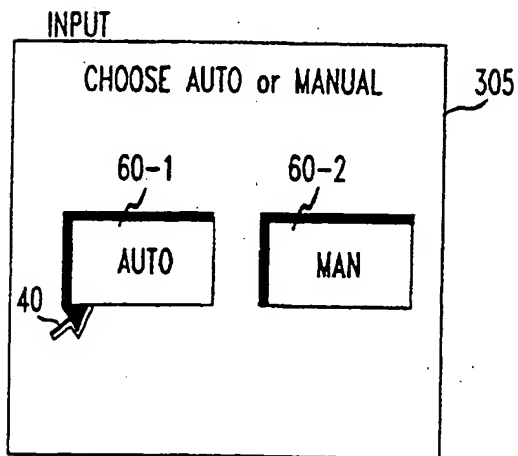 INPUT
CHOOSE AUTO or MANUAL
305
60-1
60-2
AUTO
MAN
40